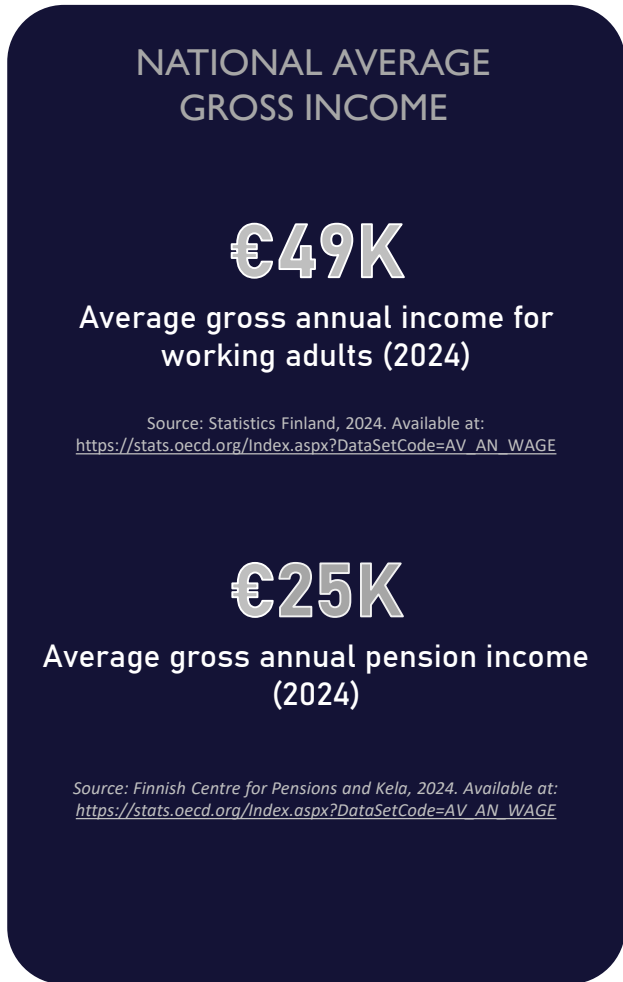 NATIONAL AVERAGE
GROSS INCOME
€49K
Average gross annual income for
working adults (2024)
Source: Statistics Finland, 2024. Available at:
https://stats.oecd.org/Index.aspx?DataSetCode=AV_AN_WAGE
€25K
Average gross annual pension income
(2024)
Source: Finnish Centre for Pensions and Kela, 2024. Available at:
https://stats.oecd.org/Index.aspx?DataSetCode=AV_AN_WAGE